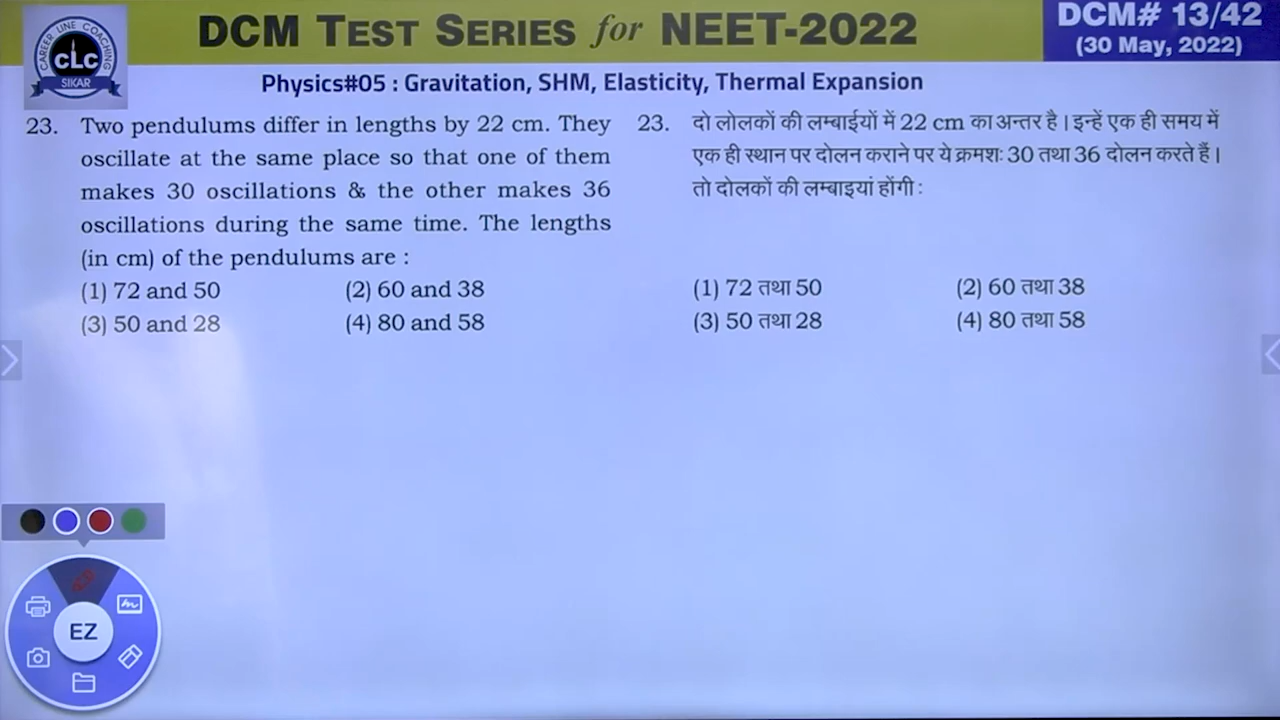 DCM TEST SERIES for NEET-2022
DCM# 13/42
(30 May, 2022)
CAREER LINE COACHING
CLC
SIKAR
Physics#05 : Gravitation, SHM, Elasticity, Thermal Expansion
23. Two pendulums differ in lengths by 22 cm. They
oscillate at the same place so that one of them
makes 30 oscillations & the other makes 36
oscillations during the same time. The lengths
(in cm) of the pendulums are :
(1) 72 and 50 (2) 60 and 38
(3) 50 and 28 (4) 80 and 58
23. दो लोलकों की लम्बाईयों में 22 cm का अन्तर है। इन्हें एक ही समय में
एक ही स्थान पर दोलन कराने पर ये क्रमशः 30 तथा 36 दोलन करते हैं।
तो दोलकों की लम्बाइयां होंगी :
(1) 72 तथा 50 (2) 60 तथा 38
(3) 50 तथा 28 (4) 80 तथा 58
EZ